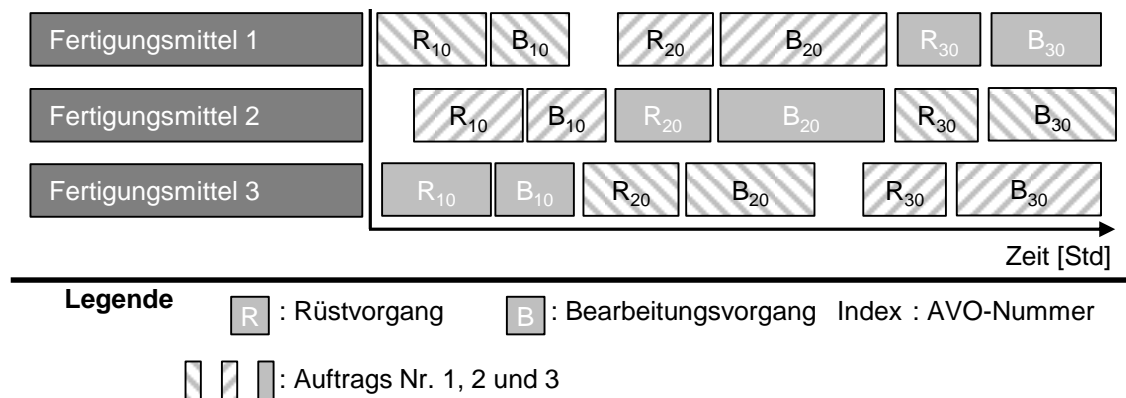 Fertigungsmittel 1 R10 B10 R20 B20 R30 B30
Fertigungsmittel 2 R10 B10 R20 B20 R30 B30
Fertigungsmittel 3 R10 B10 R20 B20 R30 B30
Zeit [Std]
Legende R : Rüstvorgang B : Bearbeitungsvorgang Index : AVO-Nummer
: Auftrags Nr. 1, 2 und 3